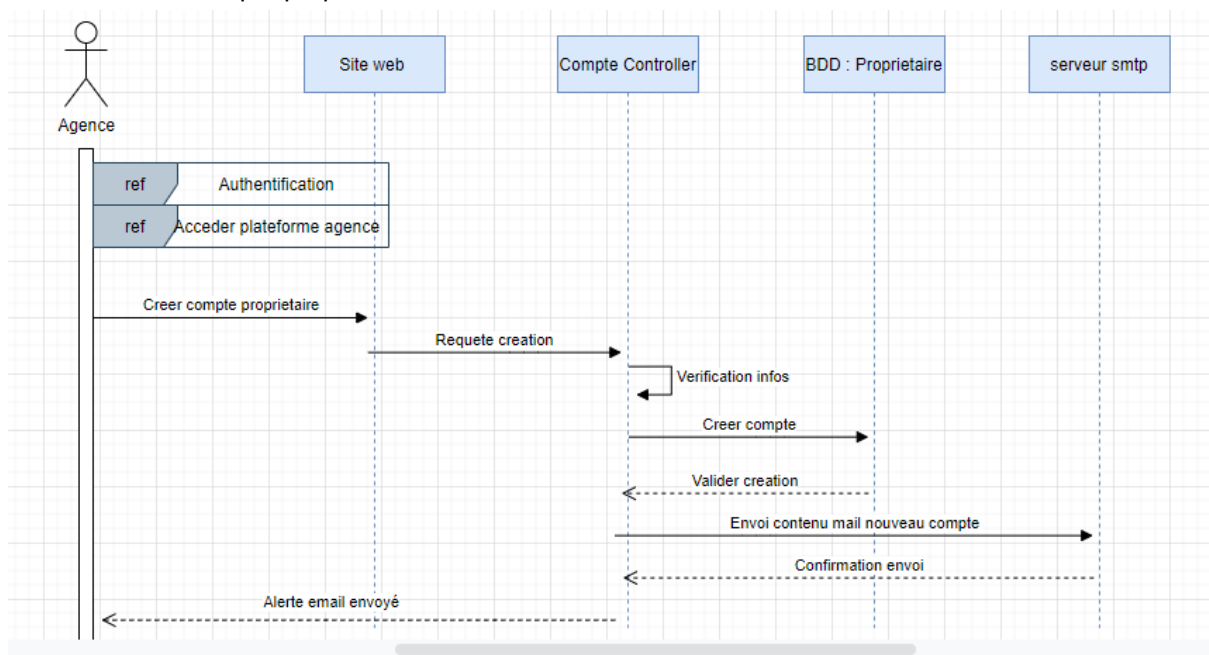 Site web
Compte Controller
BDD : Proprietaire
serveur smtp
Agence
ref
Authentification
ref
Acceder plateforme agence
Creer compte proprietaire
Requete creation
Verification infos
Creer compte
Valider creation
Envoi contenu mail nouveau compte
Confirmation envoi
Alerte email envoyé